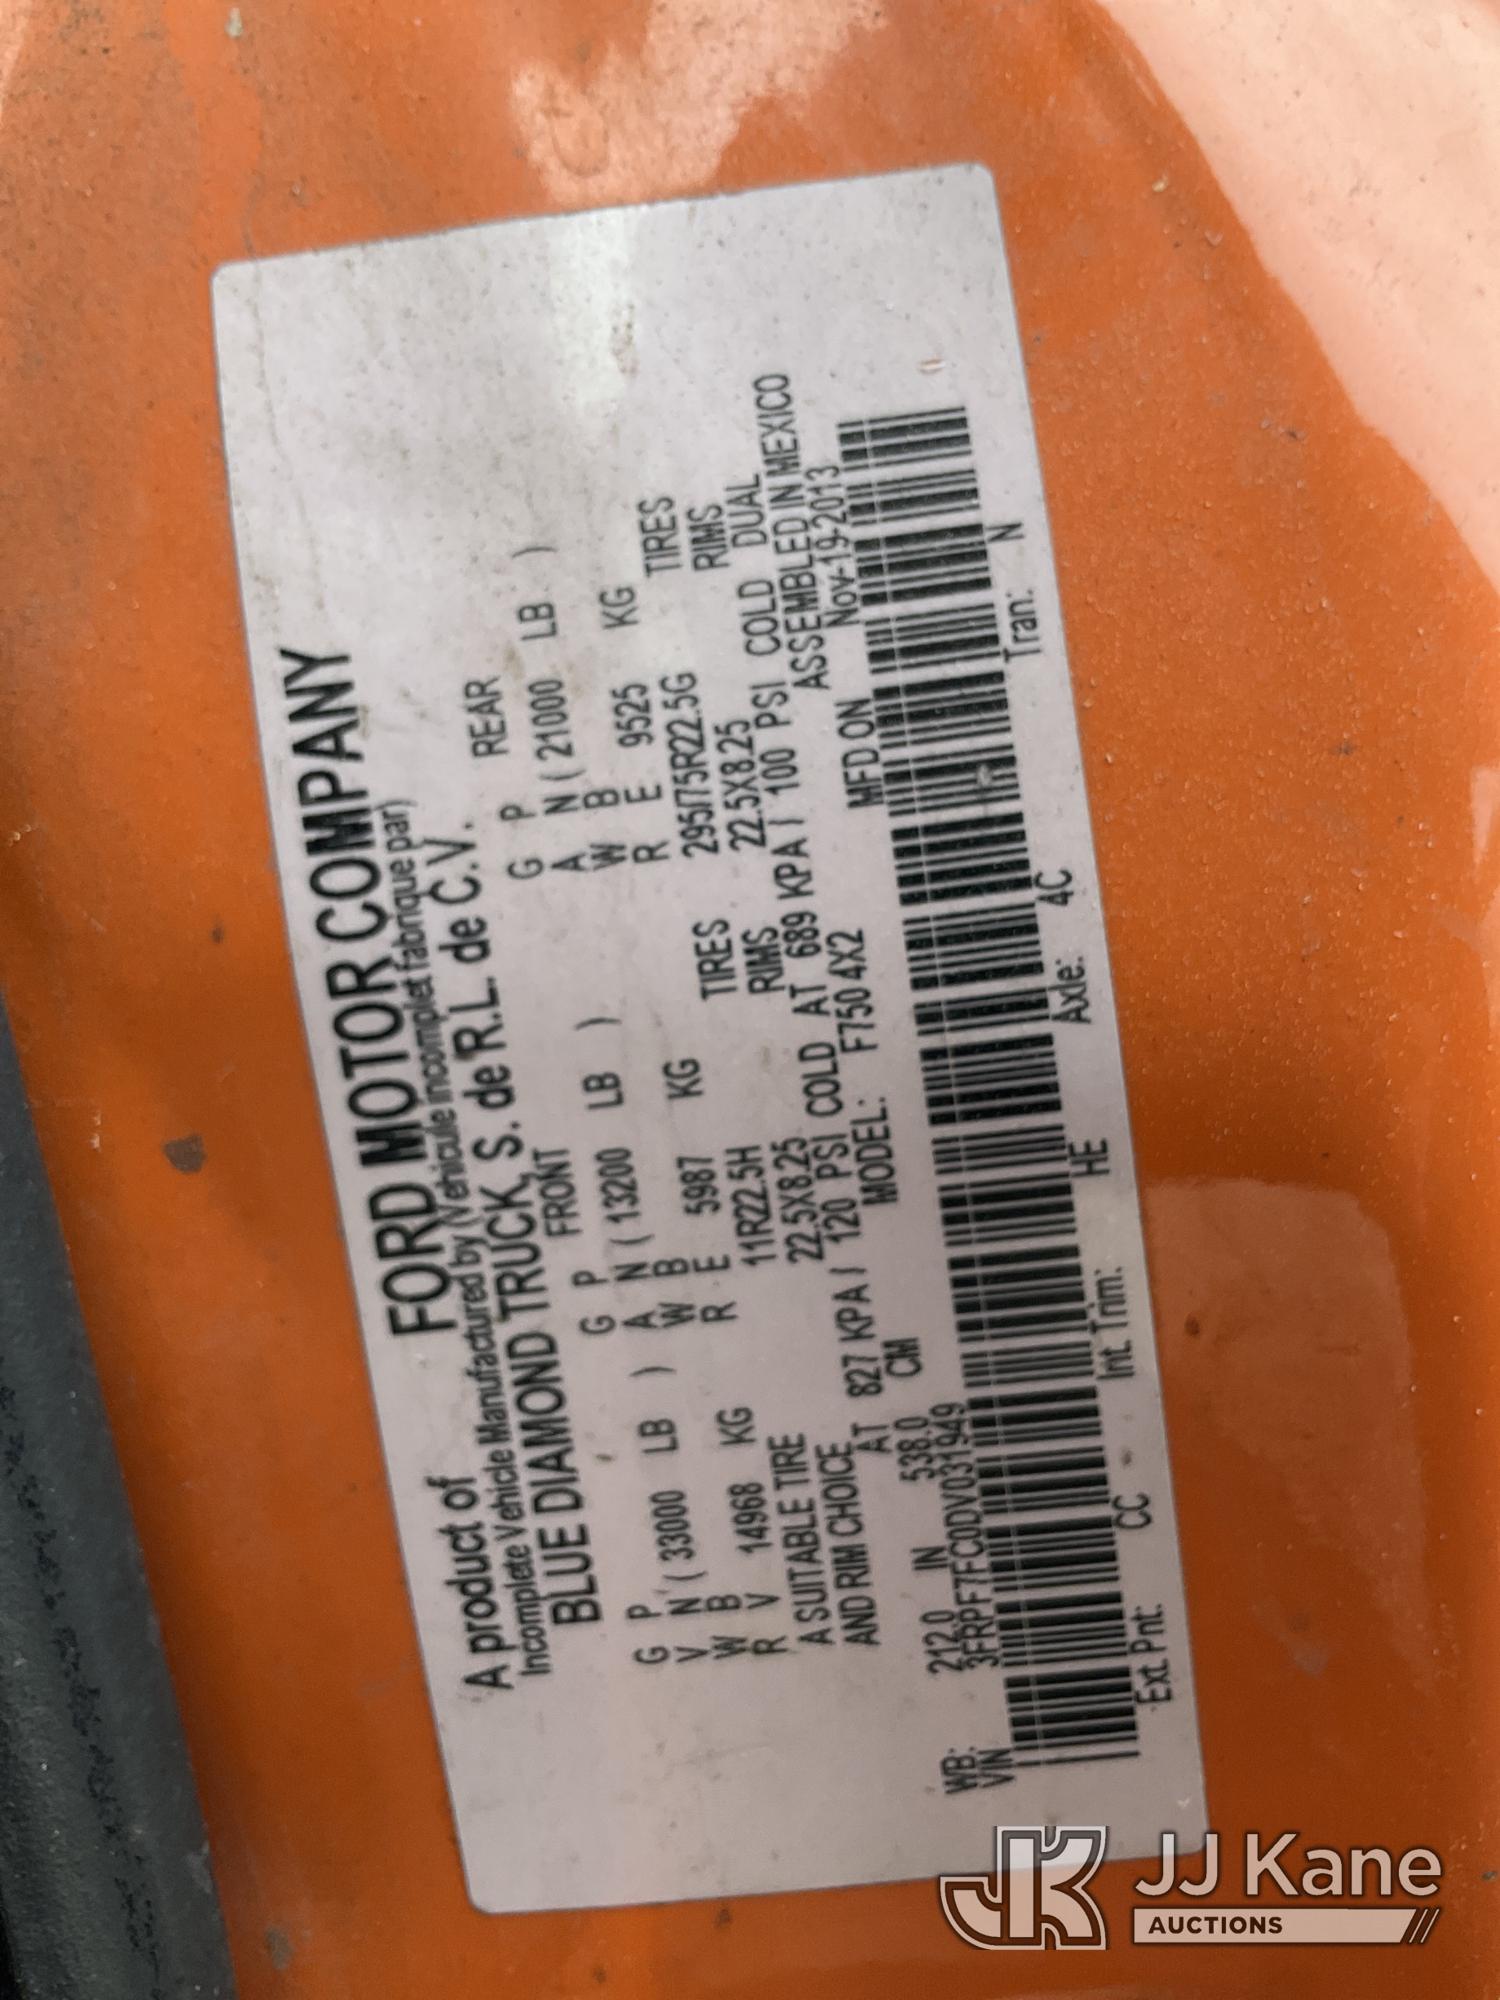 FORD MOTOR COMPANY
A product of
Incomplete Vehicle Manufactured by (Vehicule incomplet fabrique par)
BLUE DIAMOND TRUCK, S. de R.L. de C.V.
FRONT REAR
G P G P G P
V N ( 33000 LB ) A N ( 13200 LB ) A N ( 21000 LB )
W B W B W B
R V 14968 KG R E 5987 KG R E 9525 KG
A SUITABLE TIRE 11R22.5H TIRES 295/75R22.5G TIRES
AND RIM CHOICE 22.5X8.25 RIMS 22.5X8.25 RIMS
AT 827 KPA / 120 PSI COLD AT 689 KPA / 100 PSI COLD DUAL
ASSEMBLED IN MEXICO
WB: 212.0 IN 538.0 CM MODEL: F750 4X2 MFD ON Nov-19-2013
VIN 3FRPF7FC0DV031949
Ext. Pnt: CC Int. Trim: HE Axle: 4C Tran: N
JK JJ Kane
AUCTIONS